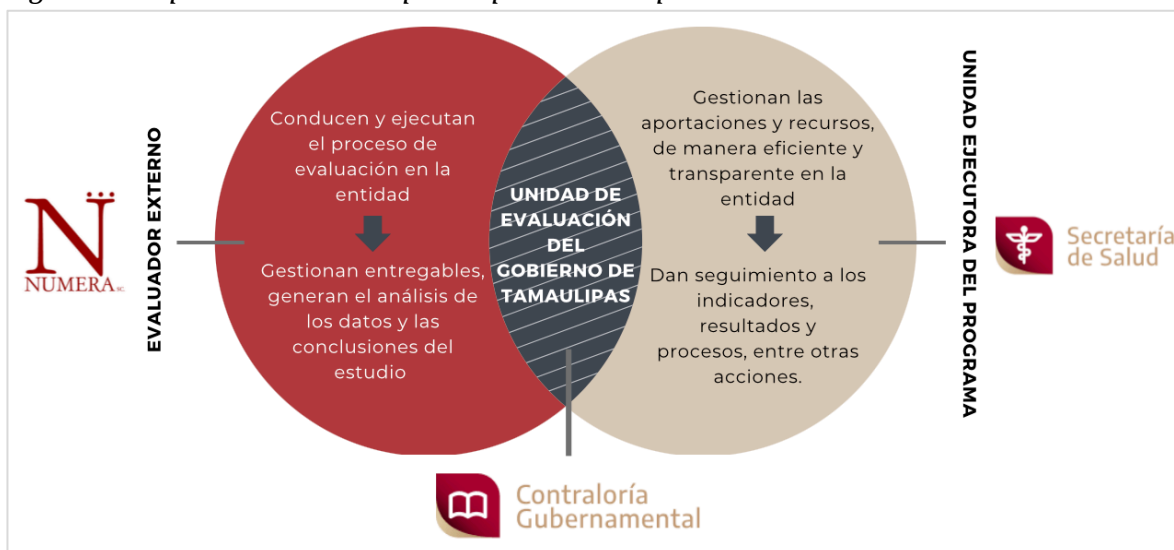 Conducen y ejecutan
el proceso de
evaluación en la
entidad
Gestionan entregables,
generan el análisis de
los datos y las
conclusiones del
estudio
UNIDAD DE
EVALUACIÓN
DEL
GOBIERNO DE
TAMAULIPAS
Gestionan las
aportaciones y recursos,
de manera eficiente y
transparente en la
entidad
Dan seguimiento a los
indicadores,
resultados y
procesos, entre otras
acciones.
EVALUADOR EXTERNO
N
NUMERA SC
UNIDAD EJECUTORA DEL PROGRAMA
Secretaría
de Salud
Contraloría
Gubernamental